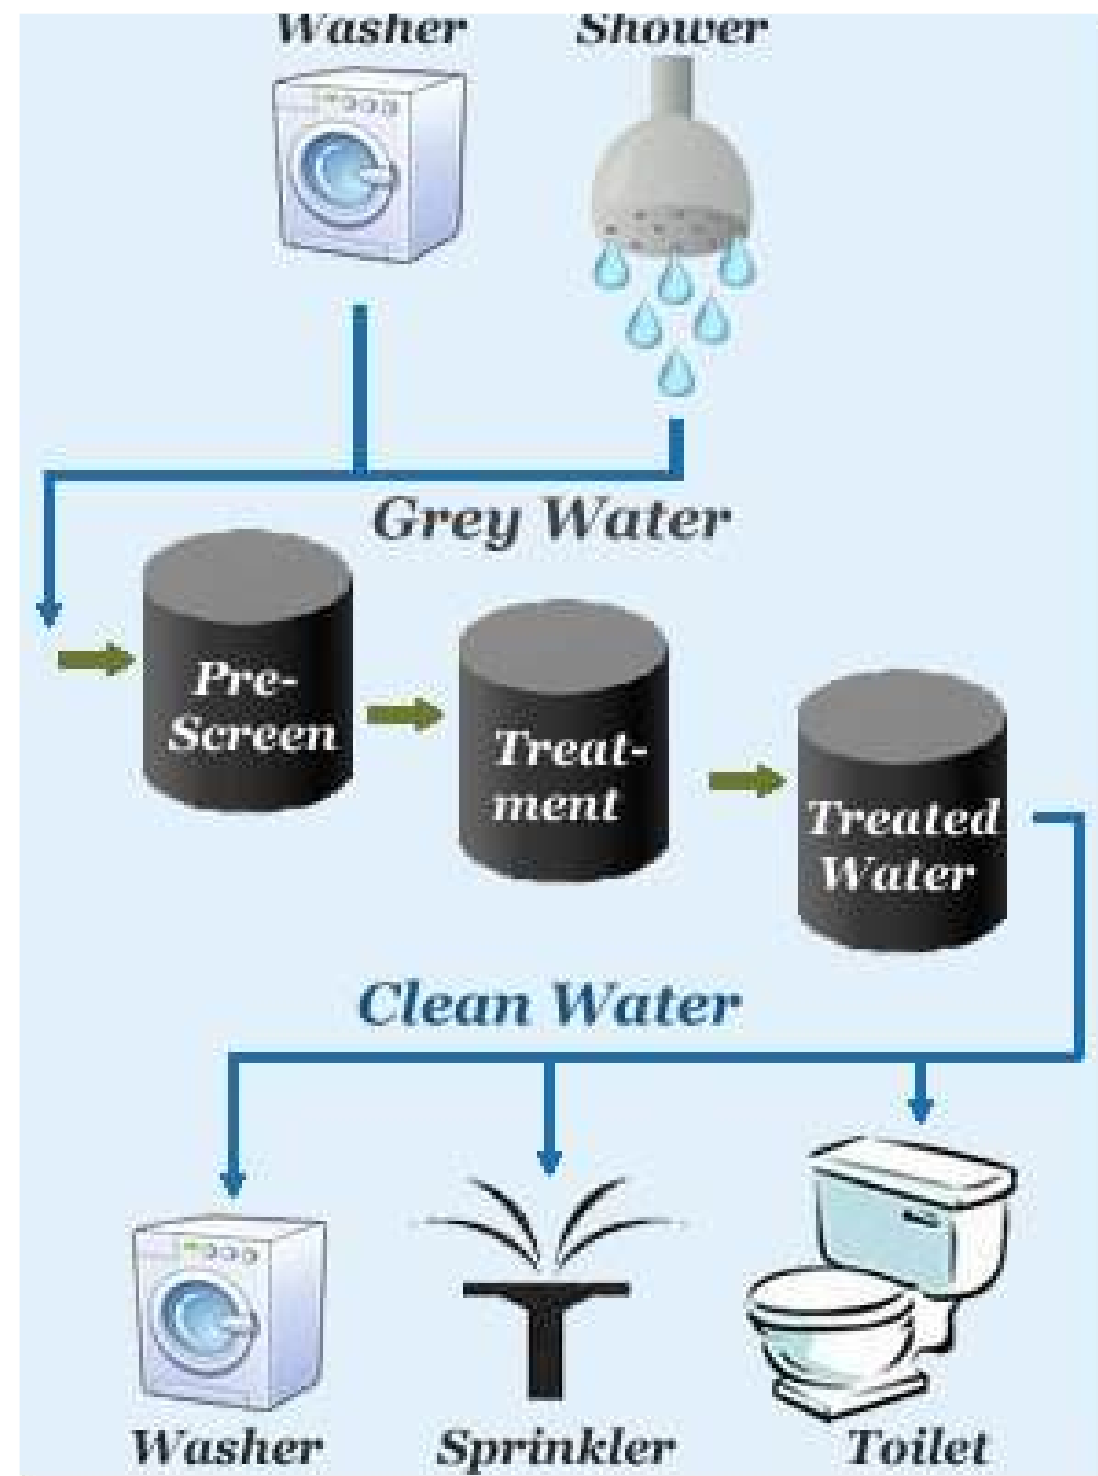 Washer Shower
Grey Water
Pre-
Screen
Treat-
ment
Treated
Water
Clean Water
Washer Sprinkler Toilet